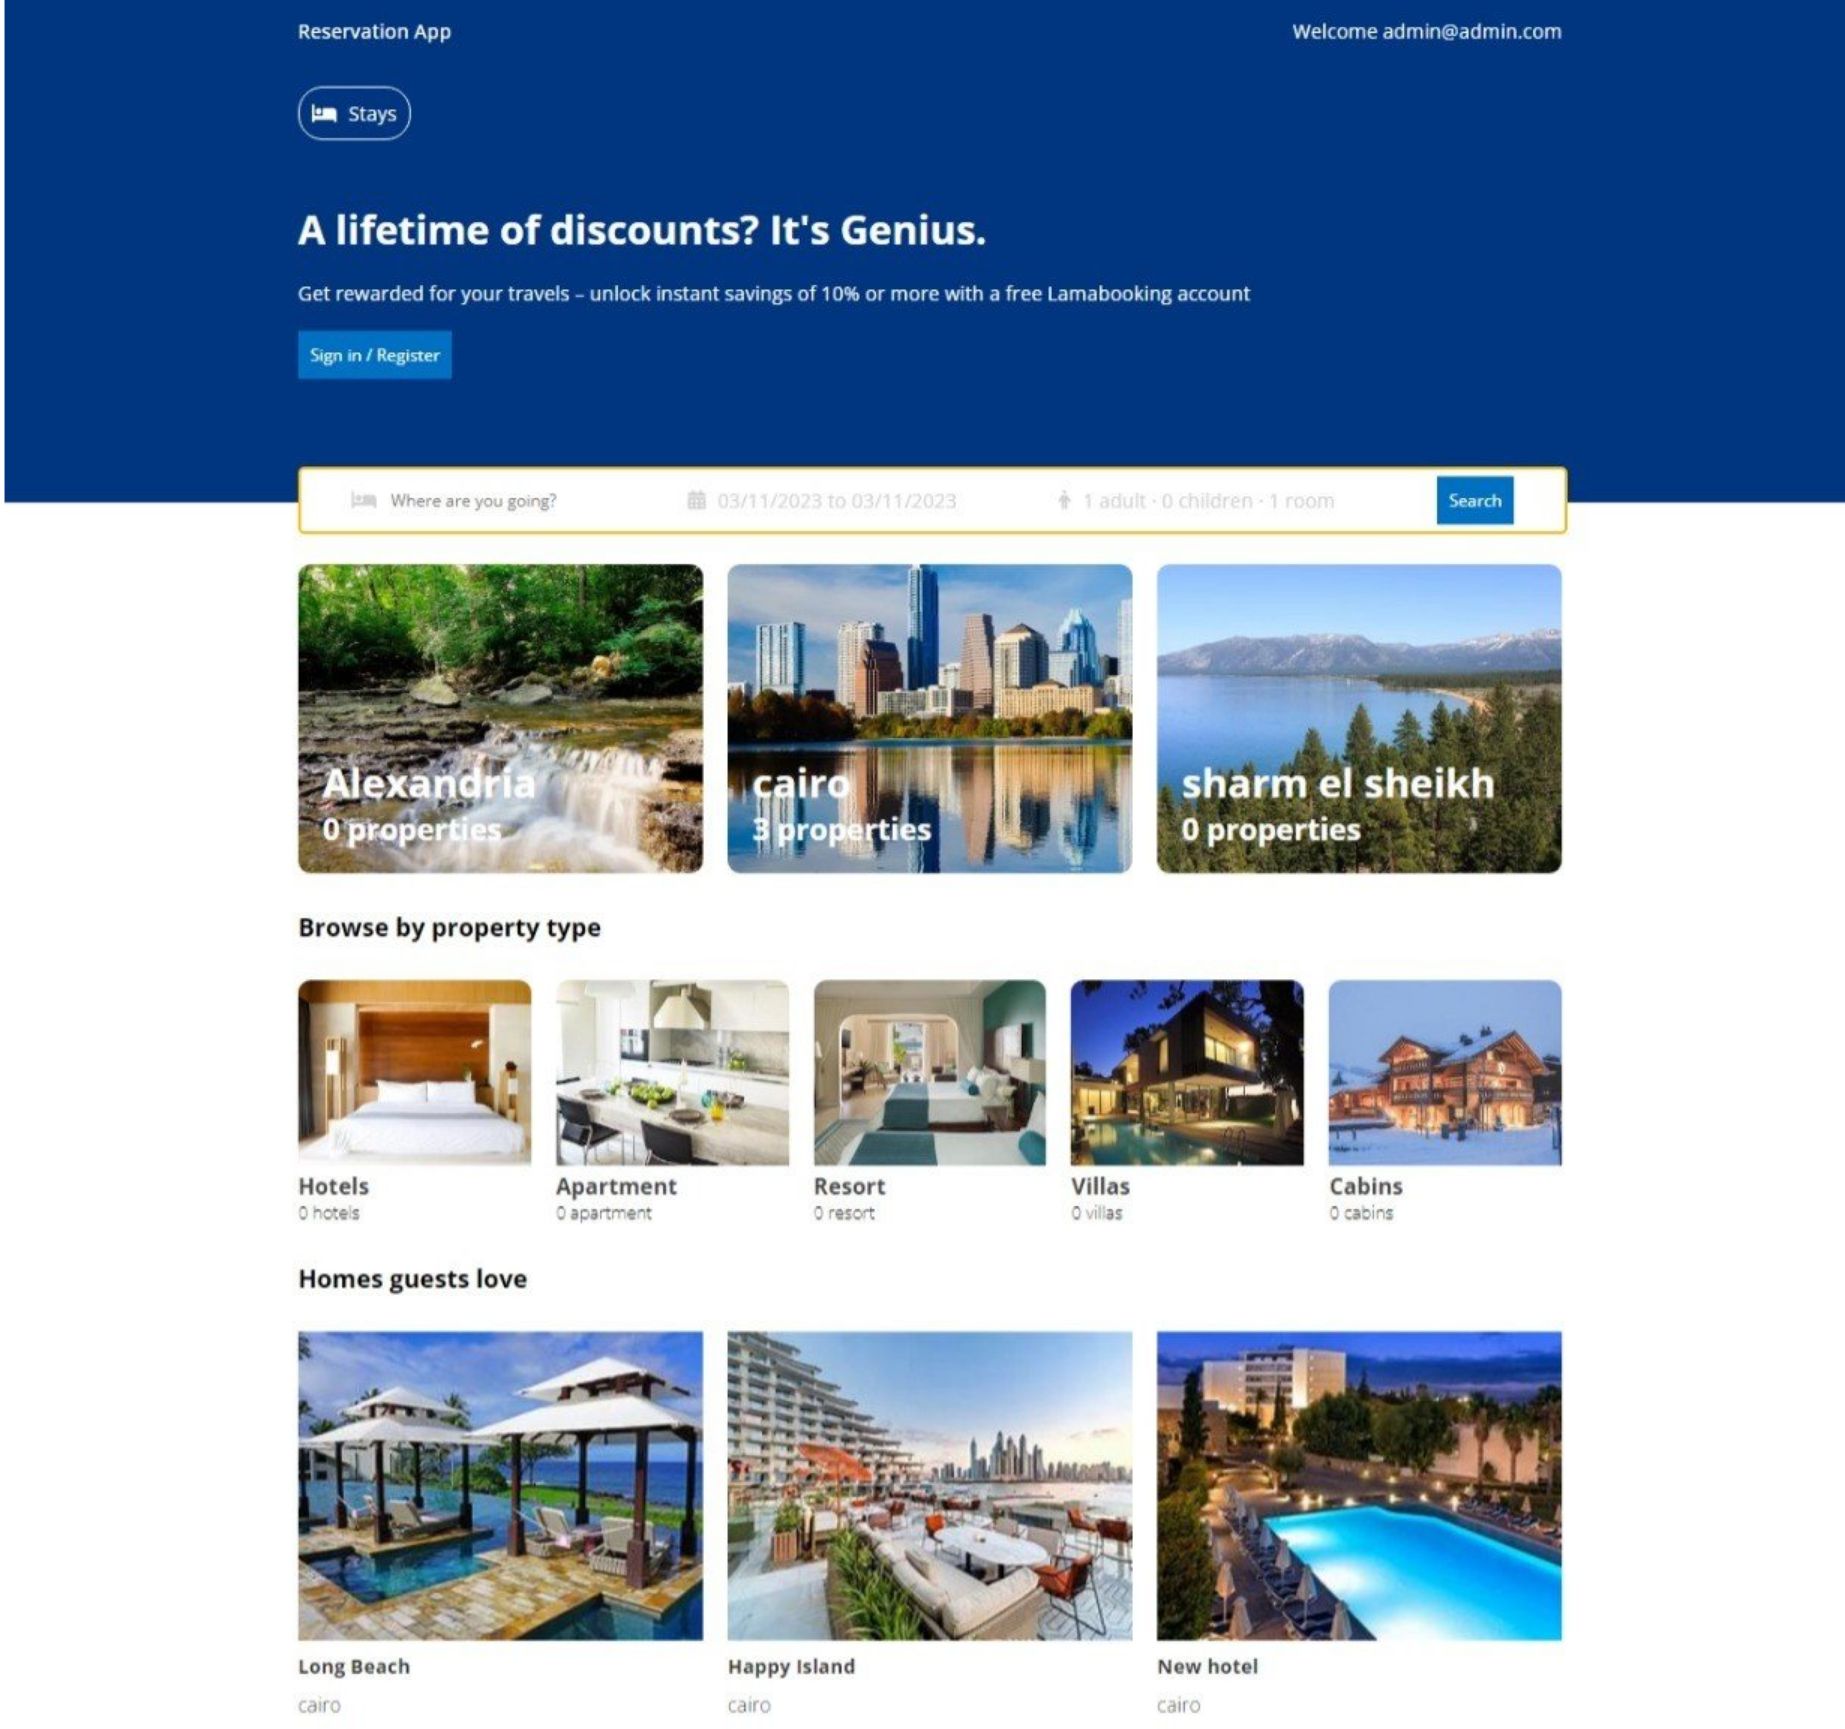 Reservation App
Welcome admin@admin.com
Stays
A lifetime of discounts? It's Genius.
Get rewarded for your travels – unlock instant savings of 10% or more with a free Lamabooking account
Sign in / Register
Where are you going?
03/11/2023 to 03/11/2023
1 adult · 0 children · 1 room
Search
Alexandria
0 properties
cairo
3 properties
sharm el sheikh
0 properties
Browse by property type
Hotels
0 hotels
Apartment
0 apartment
Resort
0 resort
Villas
0 villas
Cabins
0 cabins
Homes guests love
Long Beach
cairo
Happy Island
cairo
New hotel
cairo